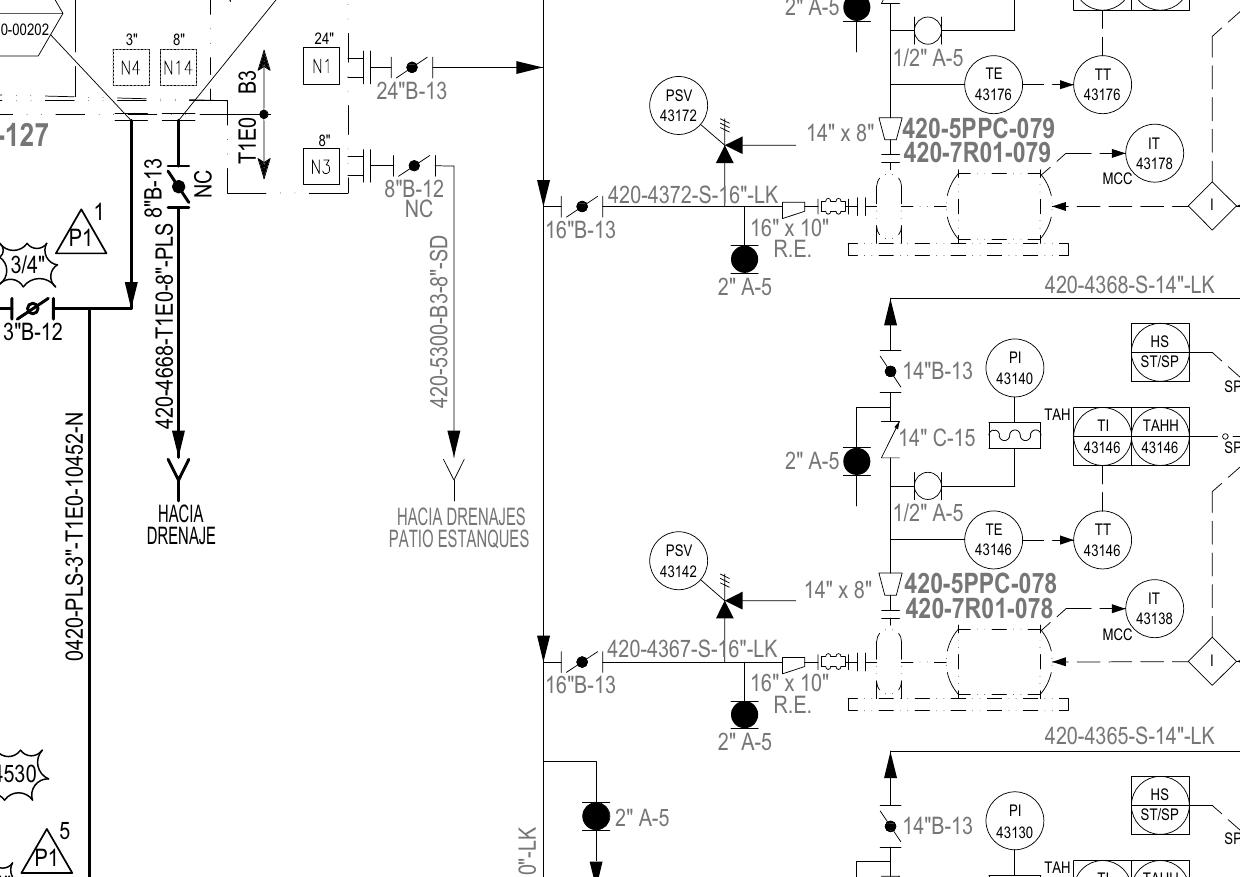 0-00202
3"
8"
N4
N14
B3
T1E0
24"
N1
24"B-13
8"
N3
8"B-12
NC
-127
8"B-13
NC
1
P1
3/4"
3"B-12
420-4668-T1E0-8"-PLS
420-5300-B3-8"-SD
0420-PLS-3"-T1E0-10452-N
HACIA
DRENAJE
HACIA DRENAJES
PATIO ESTANQUES
4530
5
P1
2" A-5
1/2" A-5
TE
43176
TT
43176
PSV
43172
14" x 8"
420-5PPC-079
420-7R01-079
IT
43178
MCC
I
420-4372-S-16"-LK
16"B-13
16" x 10"
R.E.
2" A-5
420-4368-S-14"-LK
14"B-13
PI
43140
HS
ST/SP
SP
TAH
TI
43146
TAHH
43146
SP
14" C-15
2" A-5
1/2" A-5
TE
43146
TT
43146
PSV
43142
14" x 8"
420-5PPC-078
420-7R01-078
IT
43138
MCC
I
420-4367-S-16"-LK
16"B-13
16" x 10"
R.E.
2" A-5
420-4365-S-14"-LK
2" A-5
0"-LK
14"B-13
PI
43130
HS
ST/SP
SP
TAH
TI
TAHH